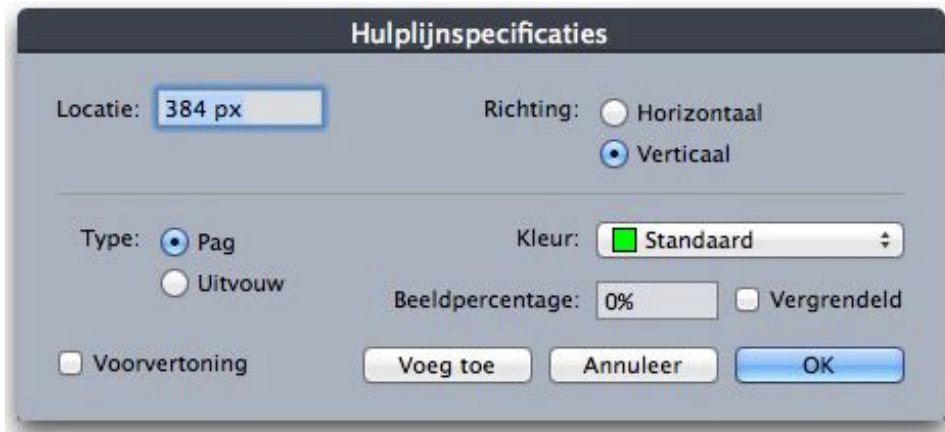 Hulplijnspecificaties
Locatie: 384 px
Richting: Horizontaal
Verticaal
Type: Pag
Uitvouw
Kleur: Standaard
Beeldpercentage: 0% Vergrendeld
Voorvertoning Voeg toe Annuleer OK